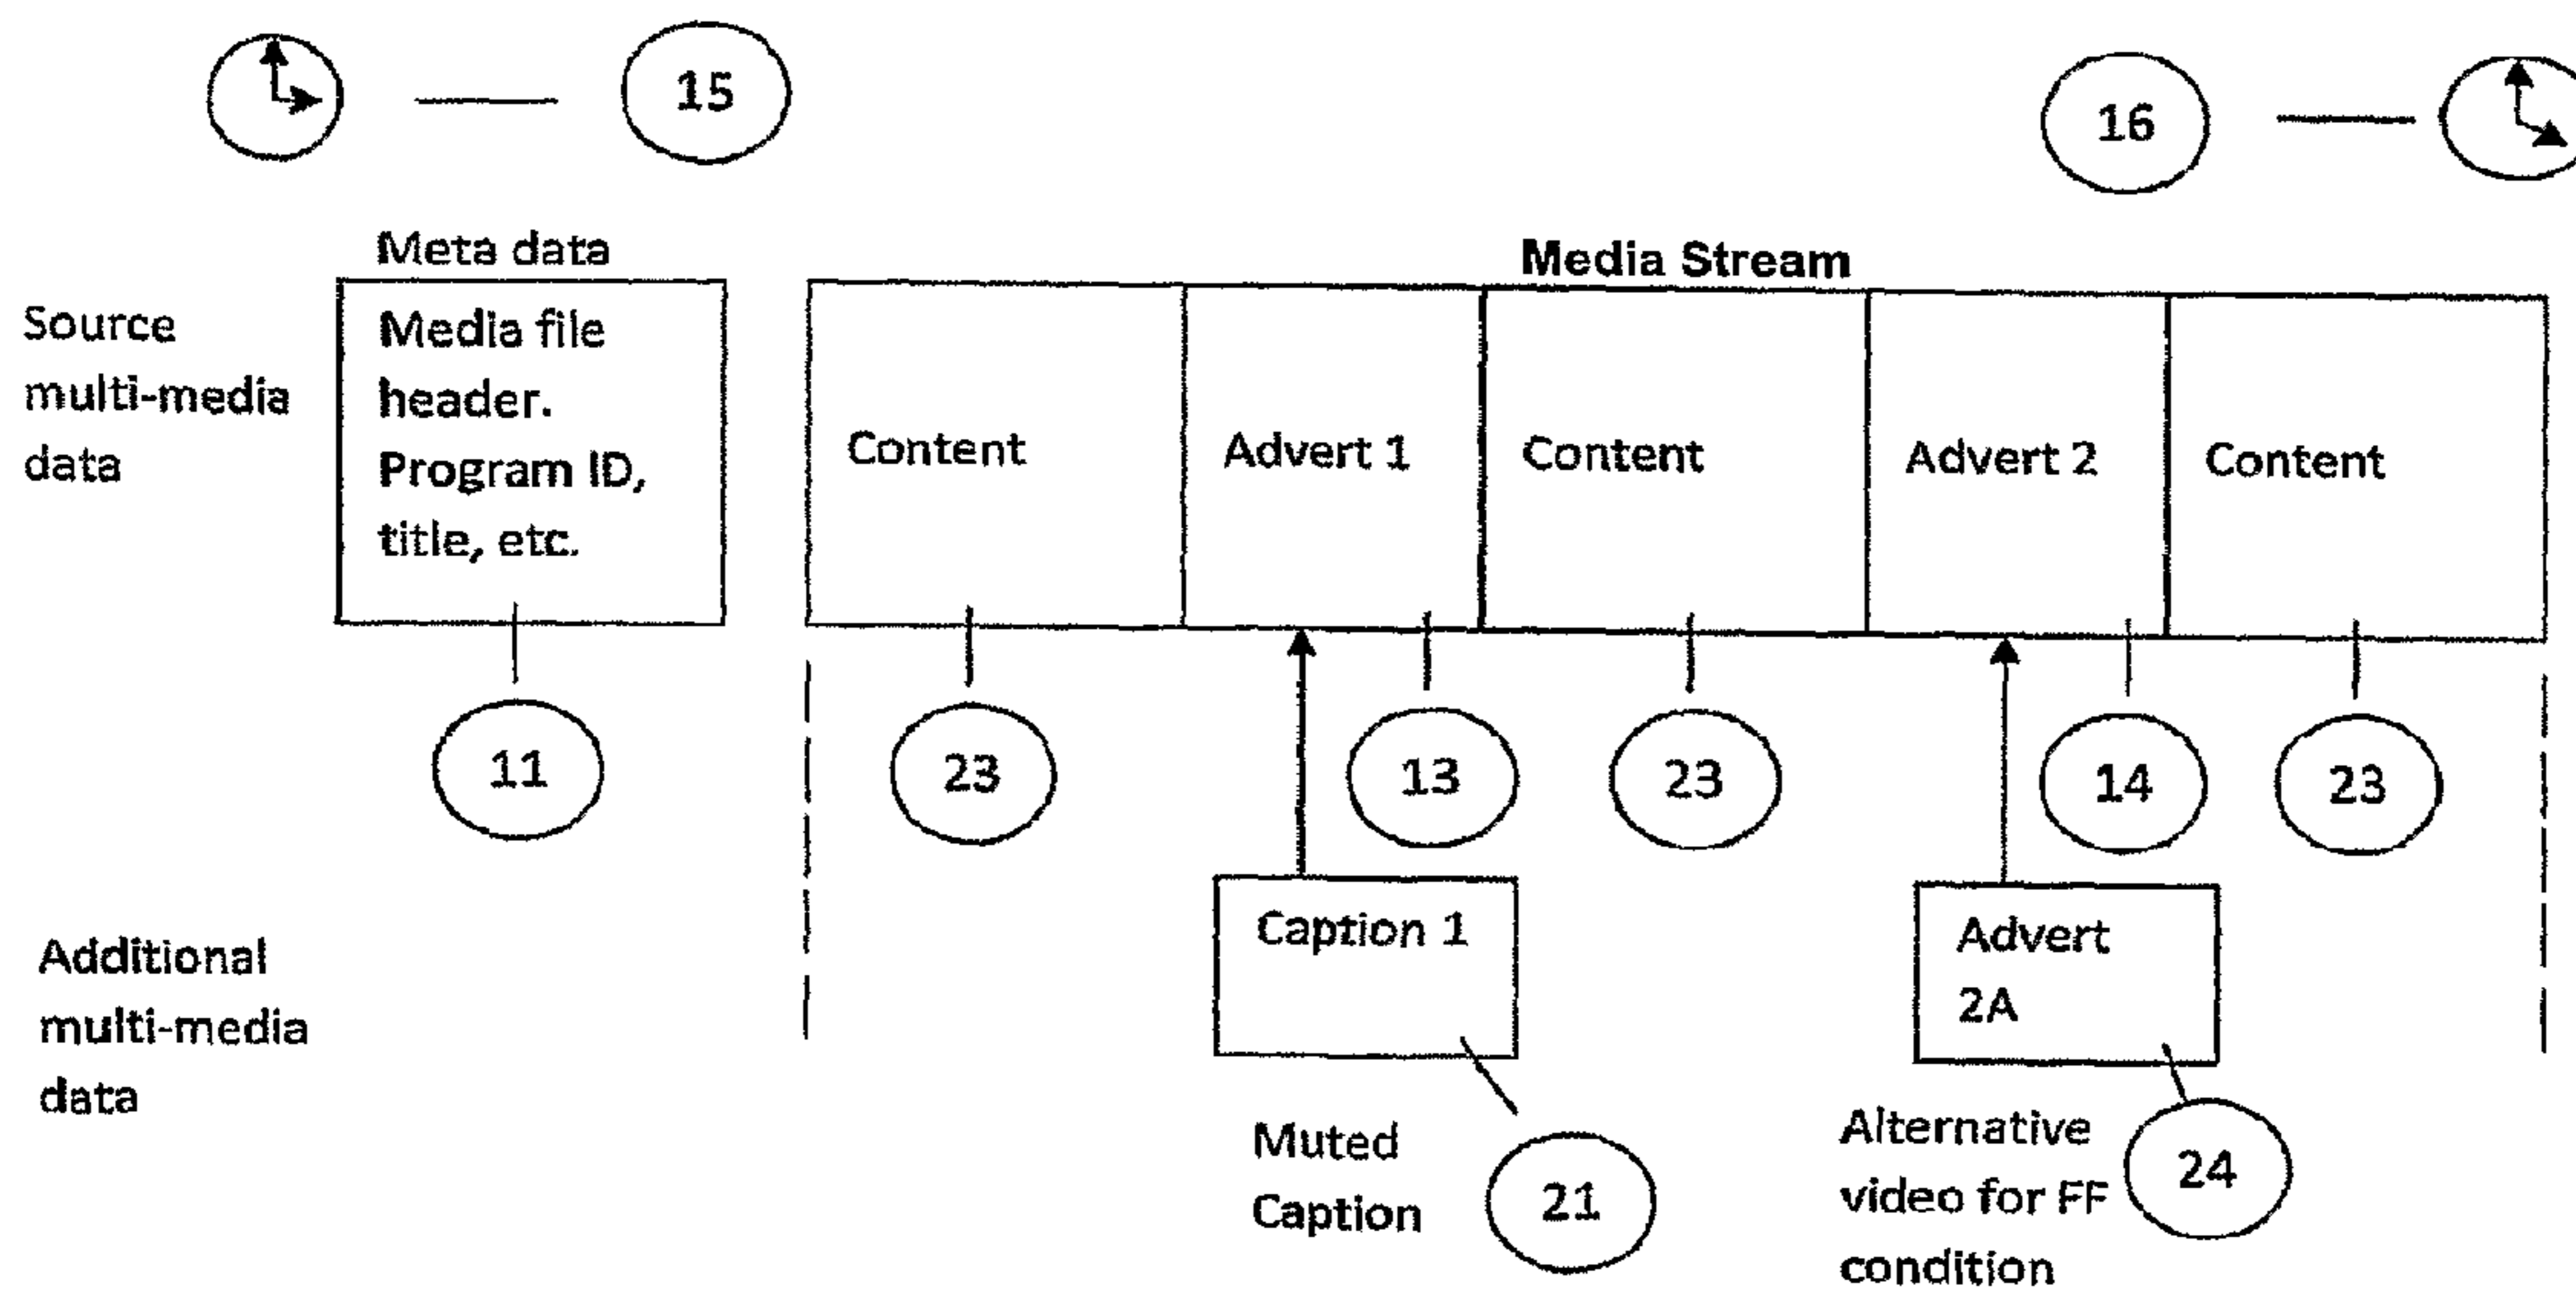 15
16
Meta data
Media Stream
Source
multi-media
data
Media file
header.
Program ID,
title, etc.
Content
Advert 1
Content
Advert 2
Content
11
23
13
23
14
23
Additional
multi-media
data
Caption 1
Advert
2A
Muted
Caption
21
Alternative
video for FF
condition
24